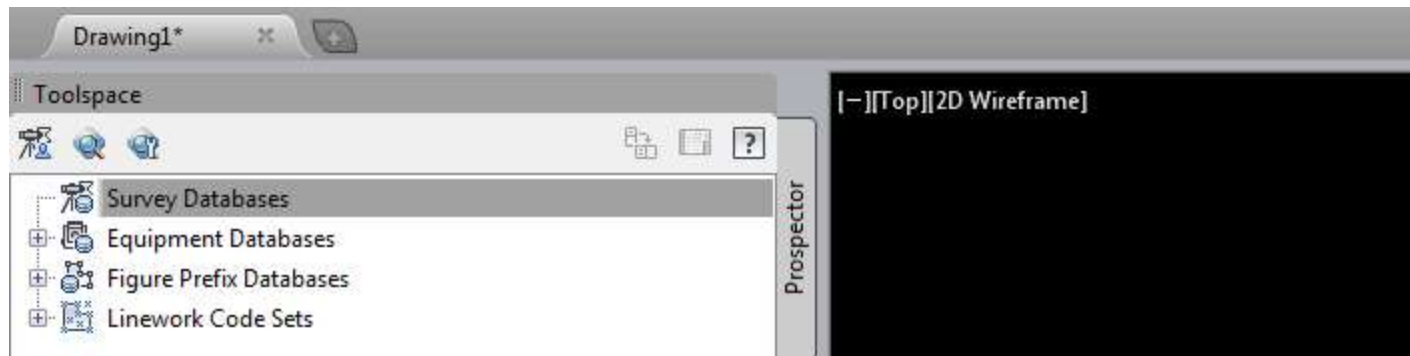 Drawing1*
Toolspace
[−][Top][2D Wireframe]
?
Survey Databases
Equipment Databases
Figure Prefix Databases
Linework Code Sets
Prospector